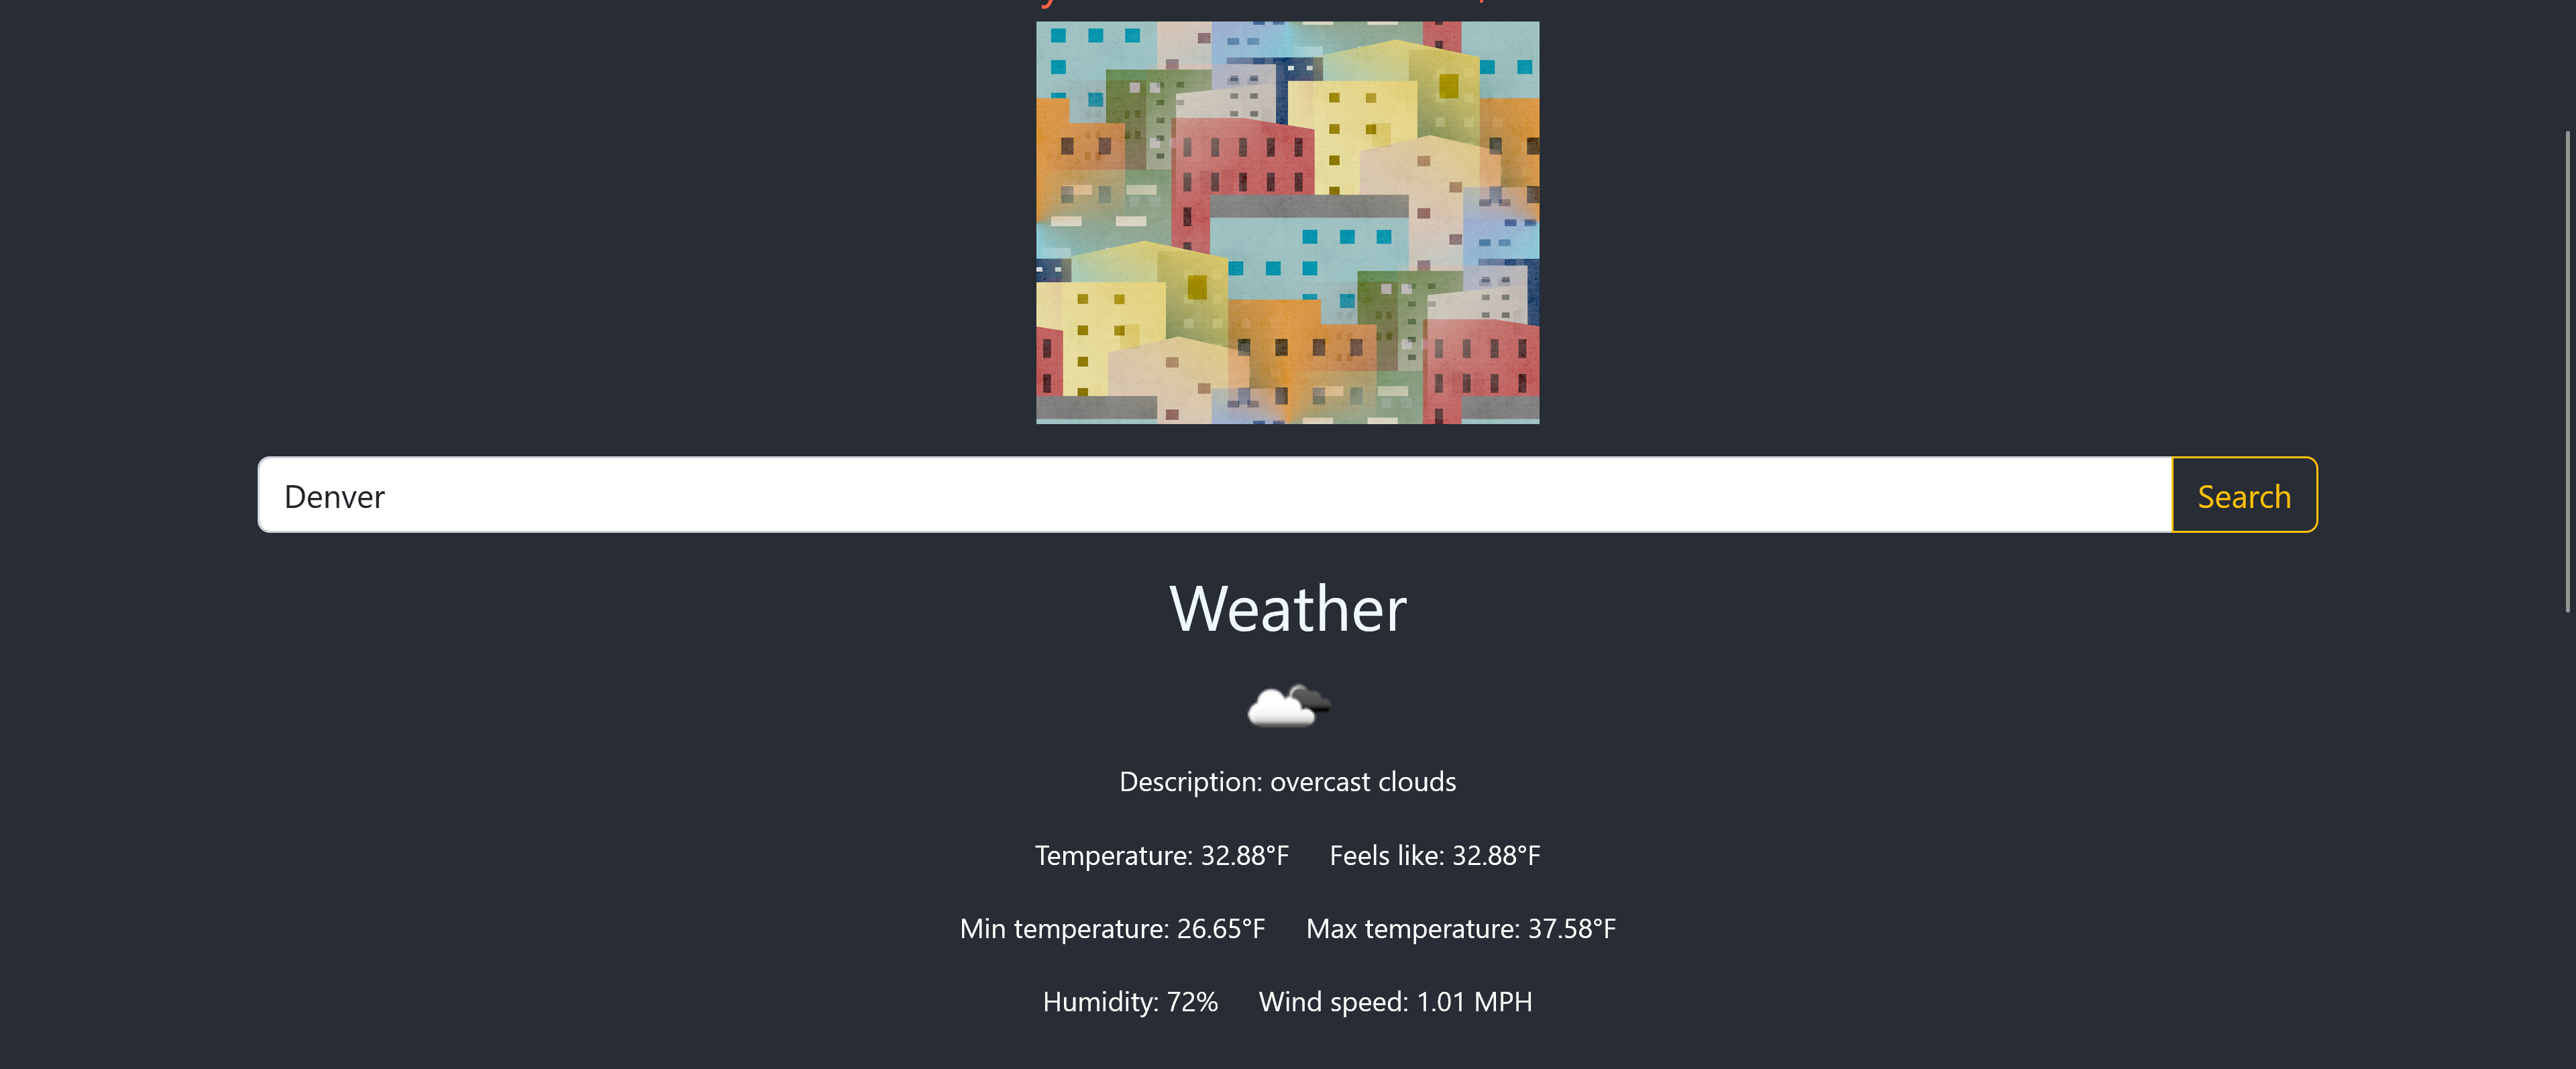 Denver
Search
Weather
Description: overcast clouds
Temperature: 32.88°F Feels like: 32.88°F
Min temperature: 26.65°F Max temperature: 37.58°F
Humidity: 72% Wind speed: 1.01 MPH